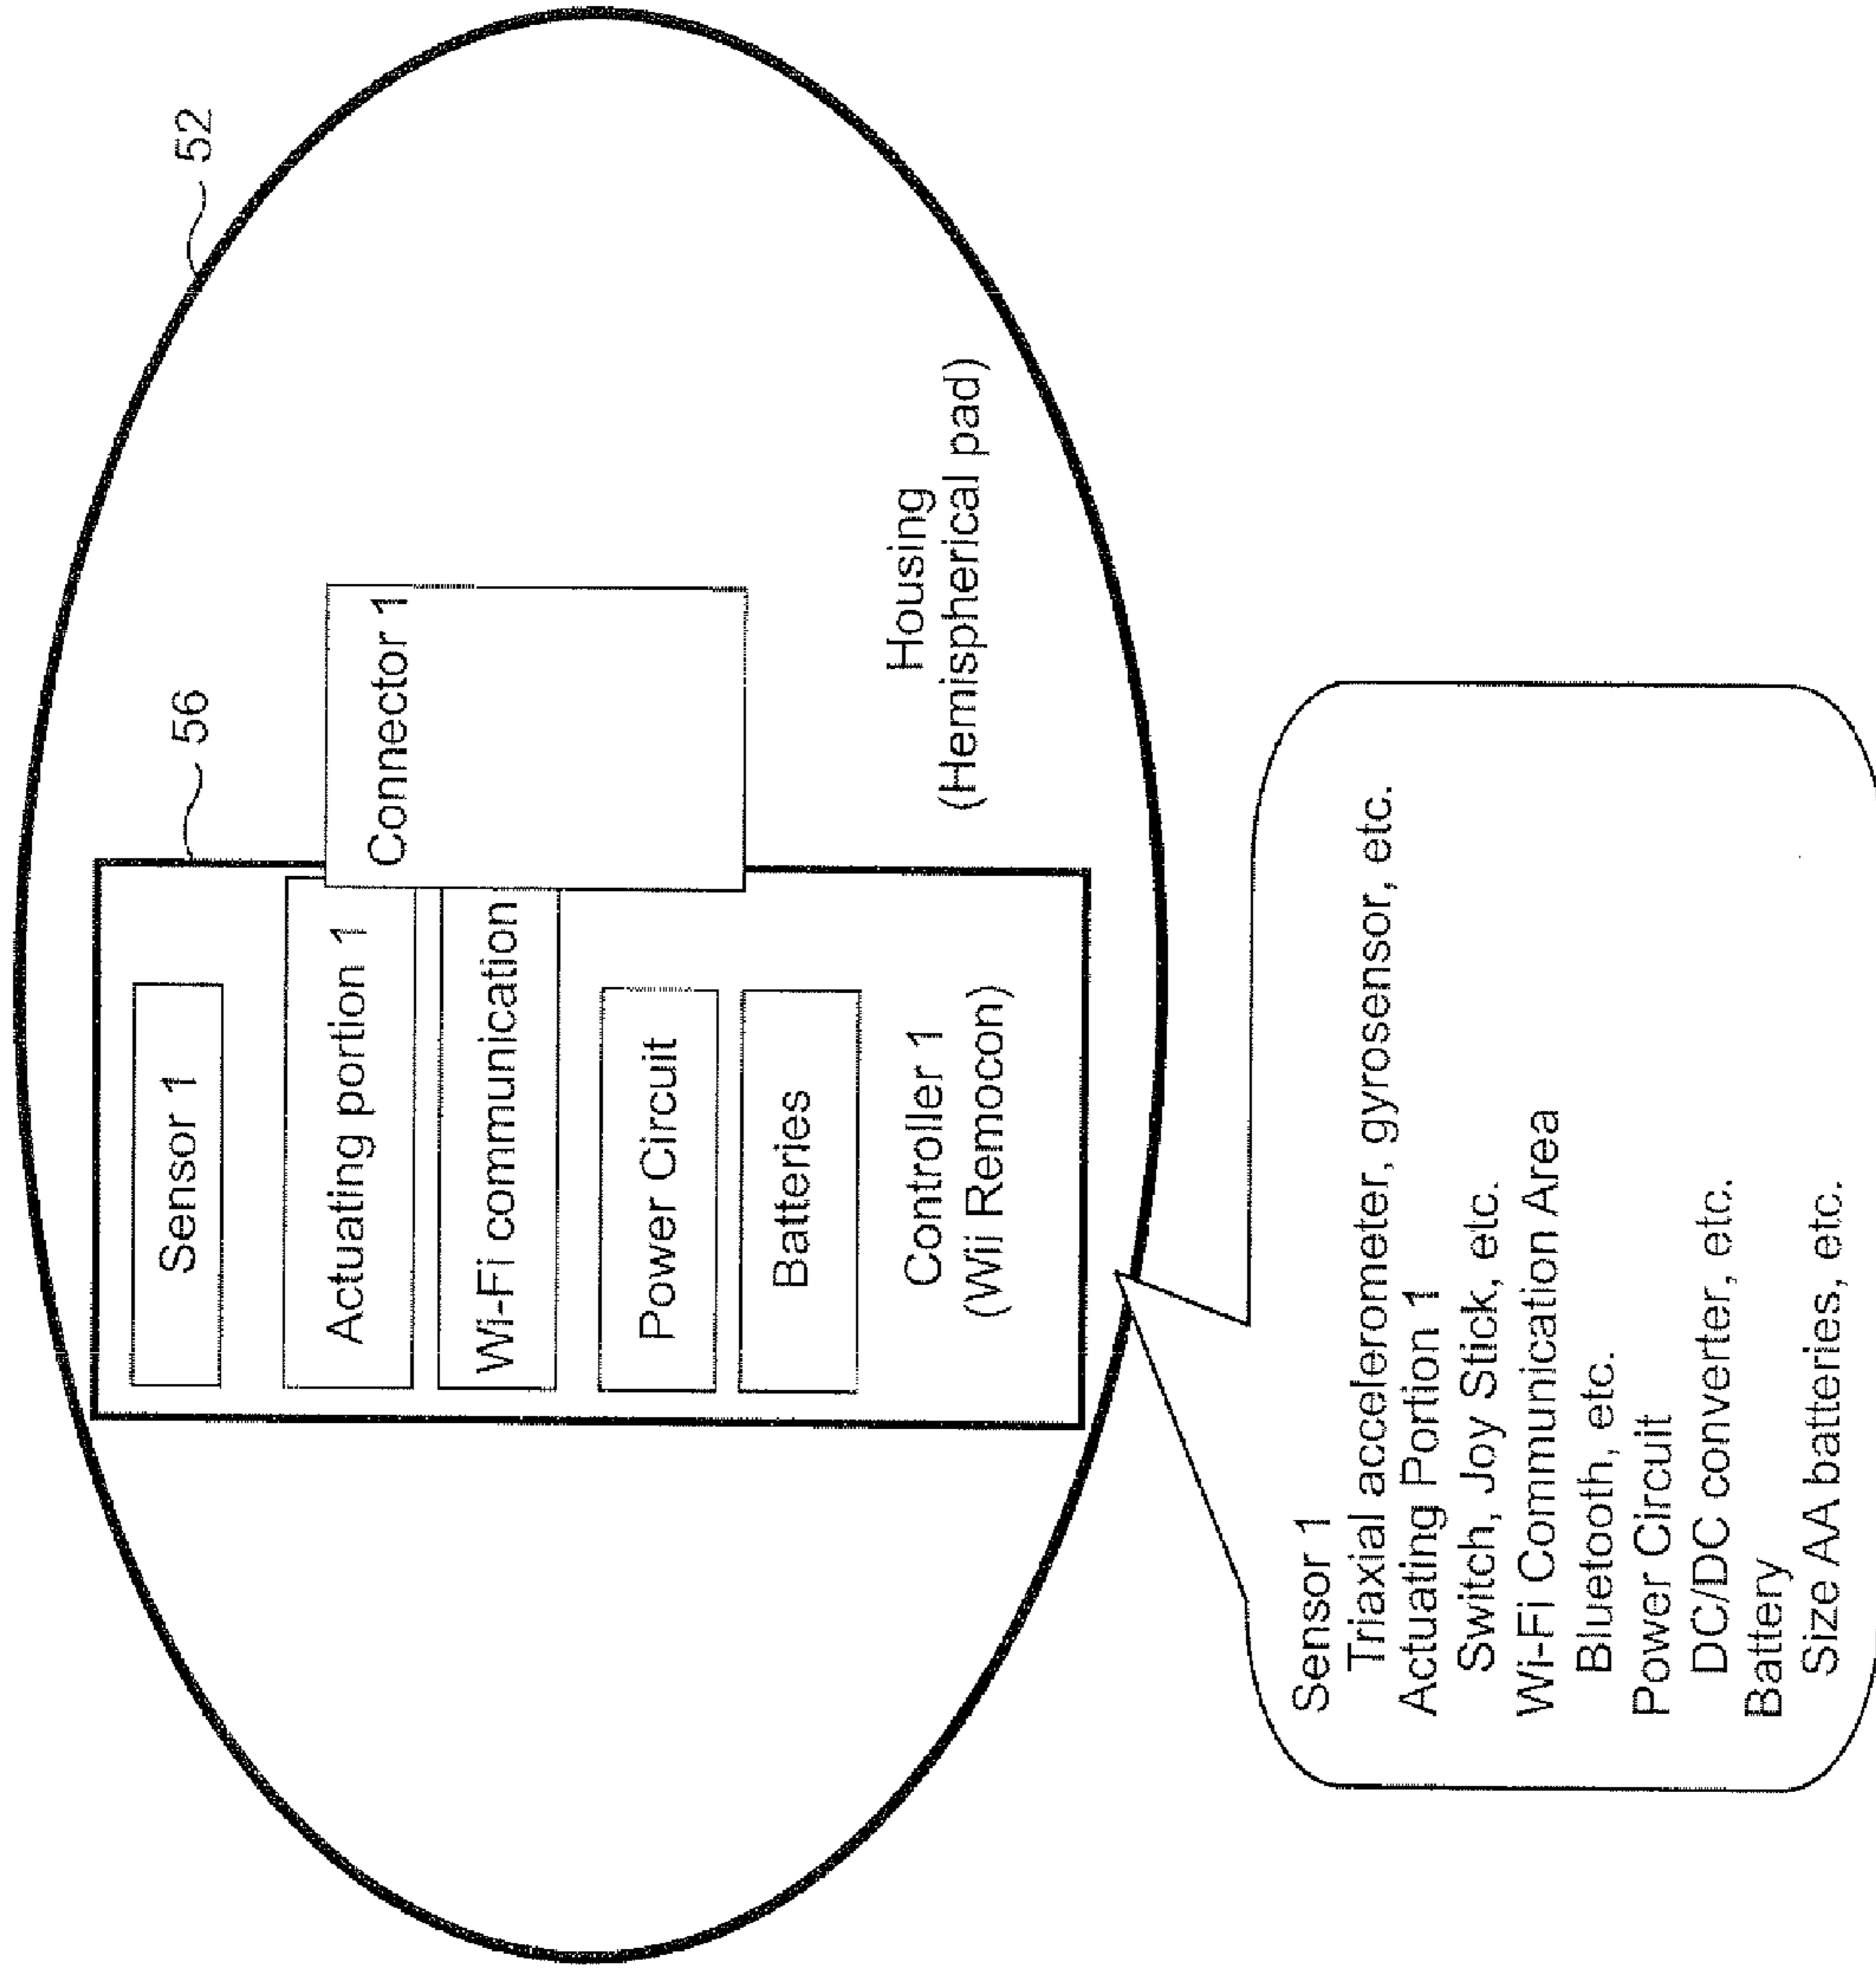 52
56
Sensor 1
Actuating portion 1
Connector 1
Wi-Fi communication
Power Circuit
Batteries
Controller 1
(Wii Remocon)
Housing
(Hemispherical pad)
Sensor 1
Triaxial accelerometer, gyrosensor, etc.
Actuating Portion 1
Switch, Joy Stick, etc.
Wi-Fi Communication Area
Bluetooth, etc.
Power Circuit
DC/DC converter, etc.
Battery
Size AA batteries, etc.